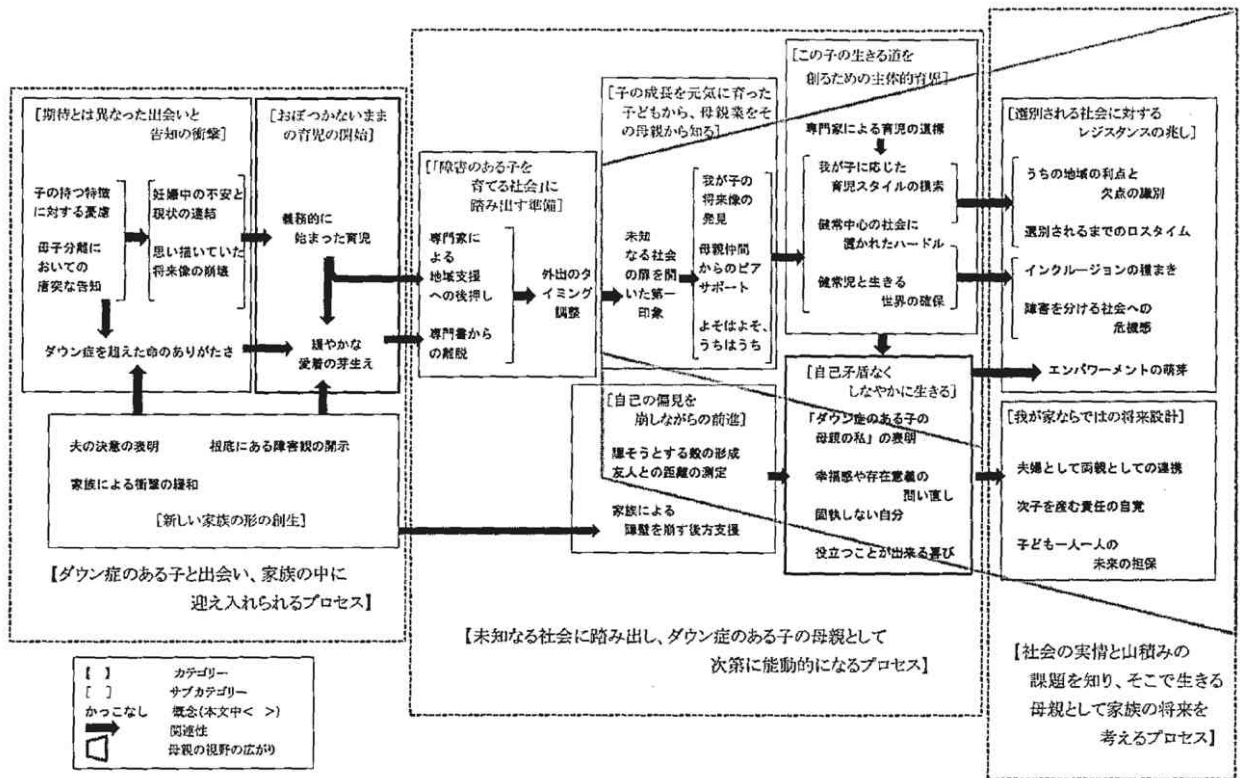 [期待とは異なった出会いと
告知の衝撃]
子の持つ特徴
に対する憂慮
母子分離に
おいての
唐突な告知
妊娠中の不安と
現状の連結
思い描いていた
将来像の崩壊
ダウン症を超えた命のありがたさ
[おぼつかないまま
の育児の開始]
義務的に
始まった育児
緩やかな
愛着の芽生え
夫の決意の表明
根底にある障害観の開示
家族による衝撃の緩和
[新しい家族の形の創生]
【ダウン症のある子と出会い、家族の中に
迎え入れられるプロセス】
[「障害のある子を
育てる社会」に
踏み出す準備]
専門家に
よる
地域支援
への後押し
専門書から
の離脱
外出のタ
イミング
調整
[子の成長を元気に育った
子どもから、母親業をそ
の母親から知る]
未知
なる社会
の扉を開
いた第一
印象
我が子の
将来像の
発見
母親仲間
からのピア
サポート
よそはよそ、
うちはうち
[この子の生きる道を
創るための主体的育児]
専門家による育児の道標
我が子に応じた
育児スタイルの模索
健常中心の社会に
置かれたハードル
健常児と生きる
世界の確保
[自己の偏見を
崩しながらの前進]
隠そうとする殻の形成
友人との距離の測定
家族による
障壁を崩す後方支援
[自己矛盾なく
しなやかに生きる]
「ダウン症のある子の
母親の私」の表明
幸福感や存在意義の
問い直し
固執しない自分
役立つことが出来る喜び
【未知なる社会に踏み出し、ダウン症のある子の母親として
次第に能動的になるプロセス】
[選別される社会に対する
レジスタンスの兆し]
うちの地域の利点と
欠点の識別
選別されるまでのロスタイム
インクルージョンの種まき
障害を分ける社会への
危機感
エンパワーメントの萌芽
[我が家ならではの将来設計]
夫婦として両親としての連携
次子を産む責任の自覚
子ども一人一人の
未来の担保
【社会の実情と山積みの
課題を知り、そこで生きる
母親として家族の将来を
考えるプロセス】
【 】 カテゴリー
[ ] サブカテゴリー
かっこなし 概念(本文中< >)
関連性
母親の視野の広がり